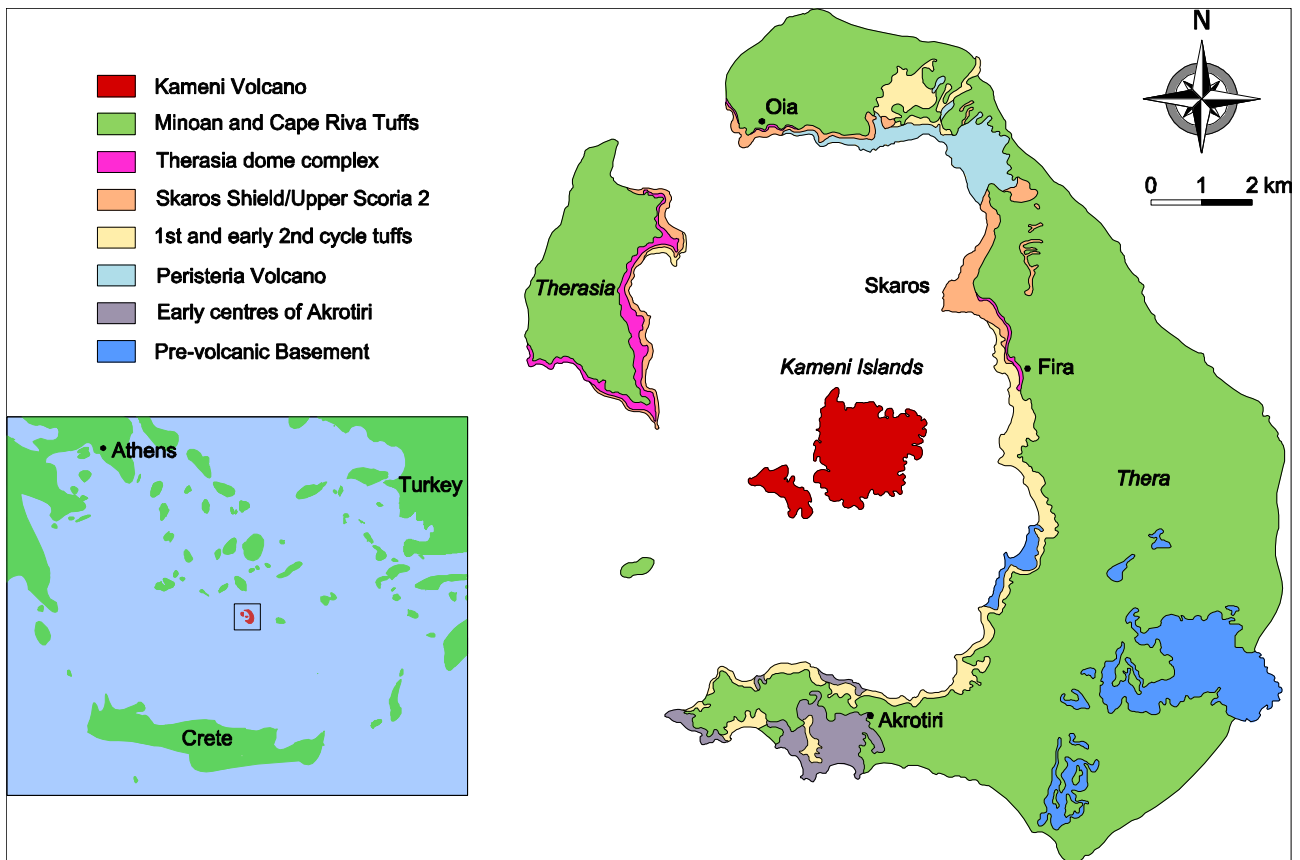 Kameni Volcano
Minoan and Cape Riva Tuffs
Therasia dome complex
Skaros Shield/Upper Scoria 2
1st and early 2nd cycle tuffs
Peristeria Volcano
Early centres of Akrotiri
Pre-volcanic Basement
N
0 1 2 km
Oia
Therasia
Skaros
Kameni Islands
Fira
Thera
Akrotiri
Athens
Turkey
Crete